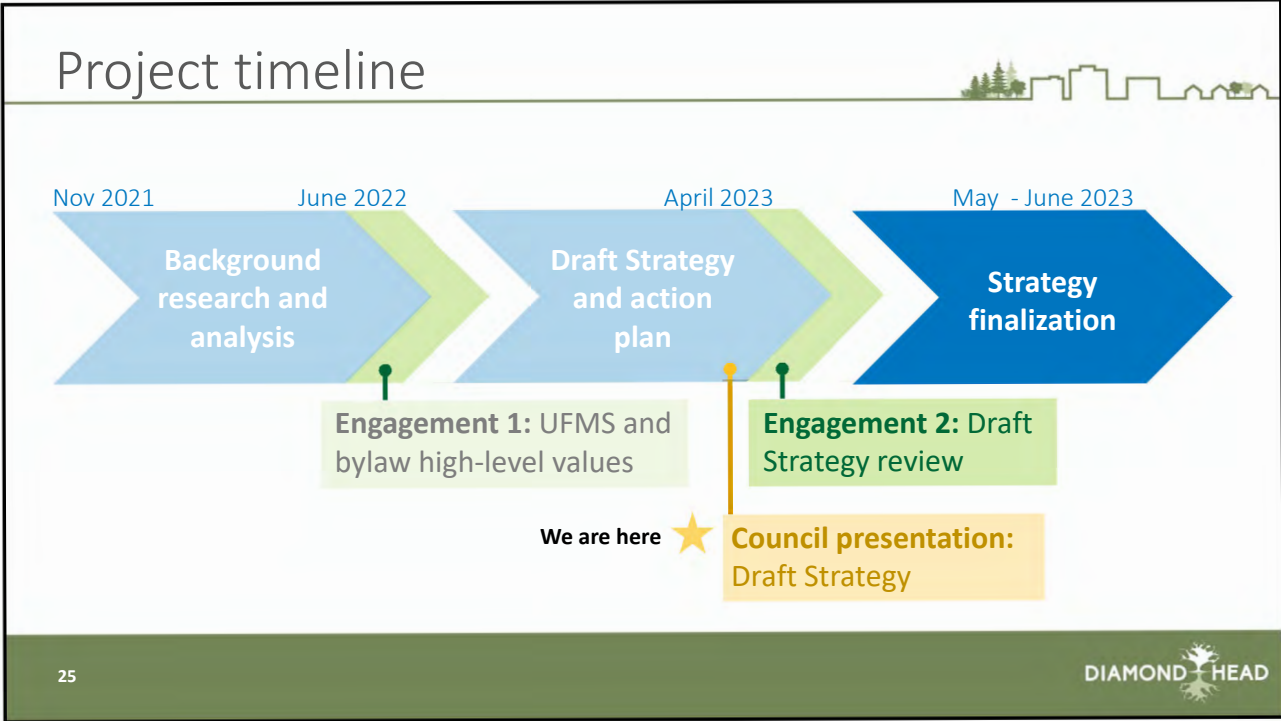 Project timeline
Nov 2021
June 2022
April 2023
May - June 2023
Background
research and
analysis
Draft Strategy
and action
plan
Strategy
finalization
Engagement 1: UFMS and
bylaw high-level values
Engagement 2: Draft
Strategy review
We are here
Council presentation:
Draft Strategy
25
DIAMOND HEAD